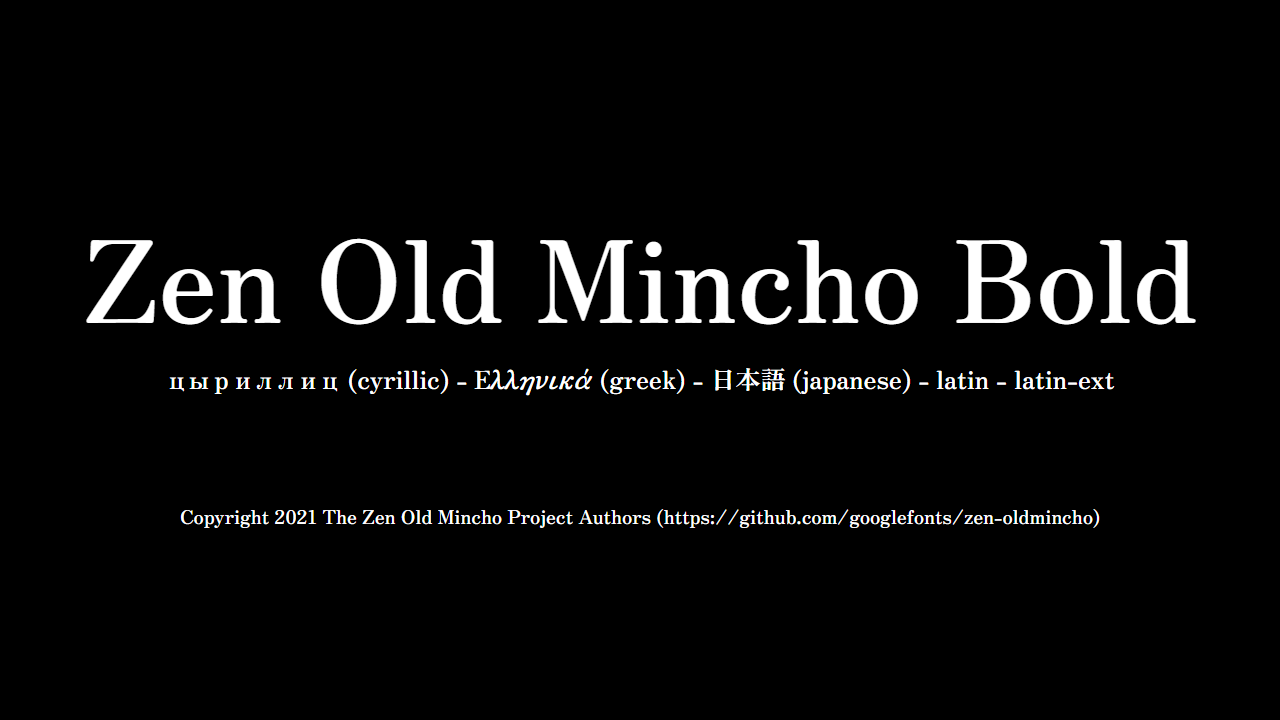 Zen Old Mincho Bold
цыриллиц (cyrillic) - Ελληνικά (greek) - 日本語 (japanese) - latin - latin-ext
Copyright 2021 The Zen Old Mincho Project Authors (https://github.com/googlefonts/zen-oldmincho)